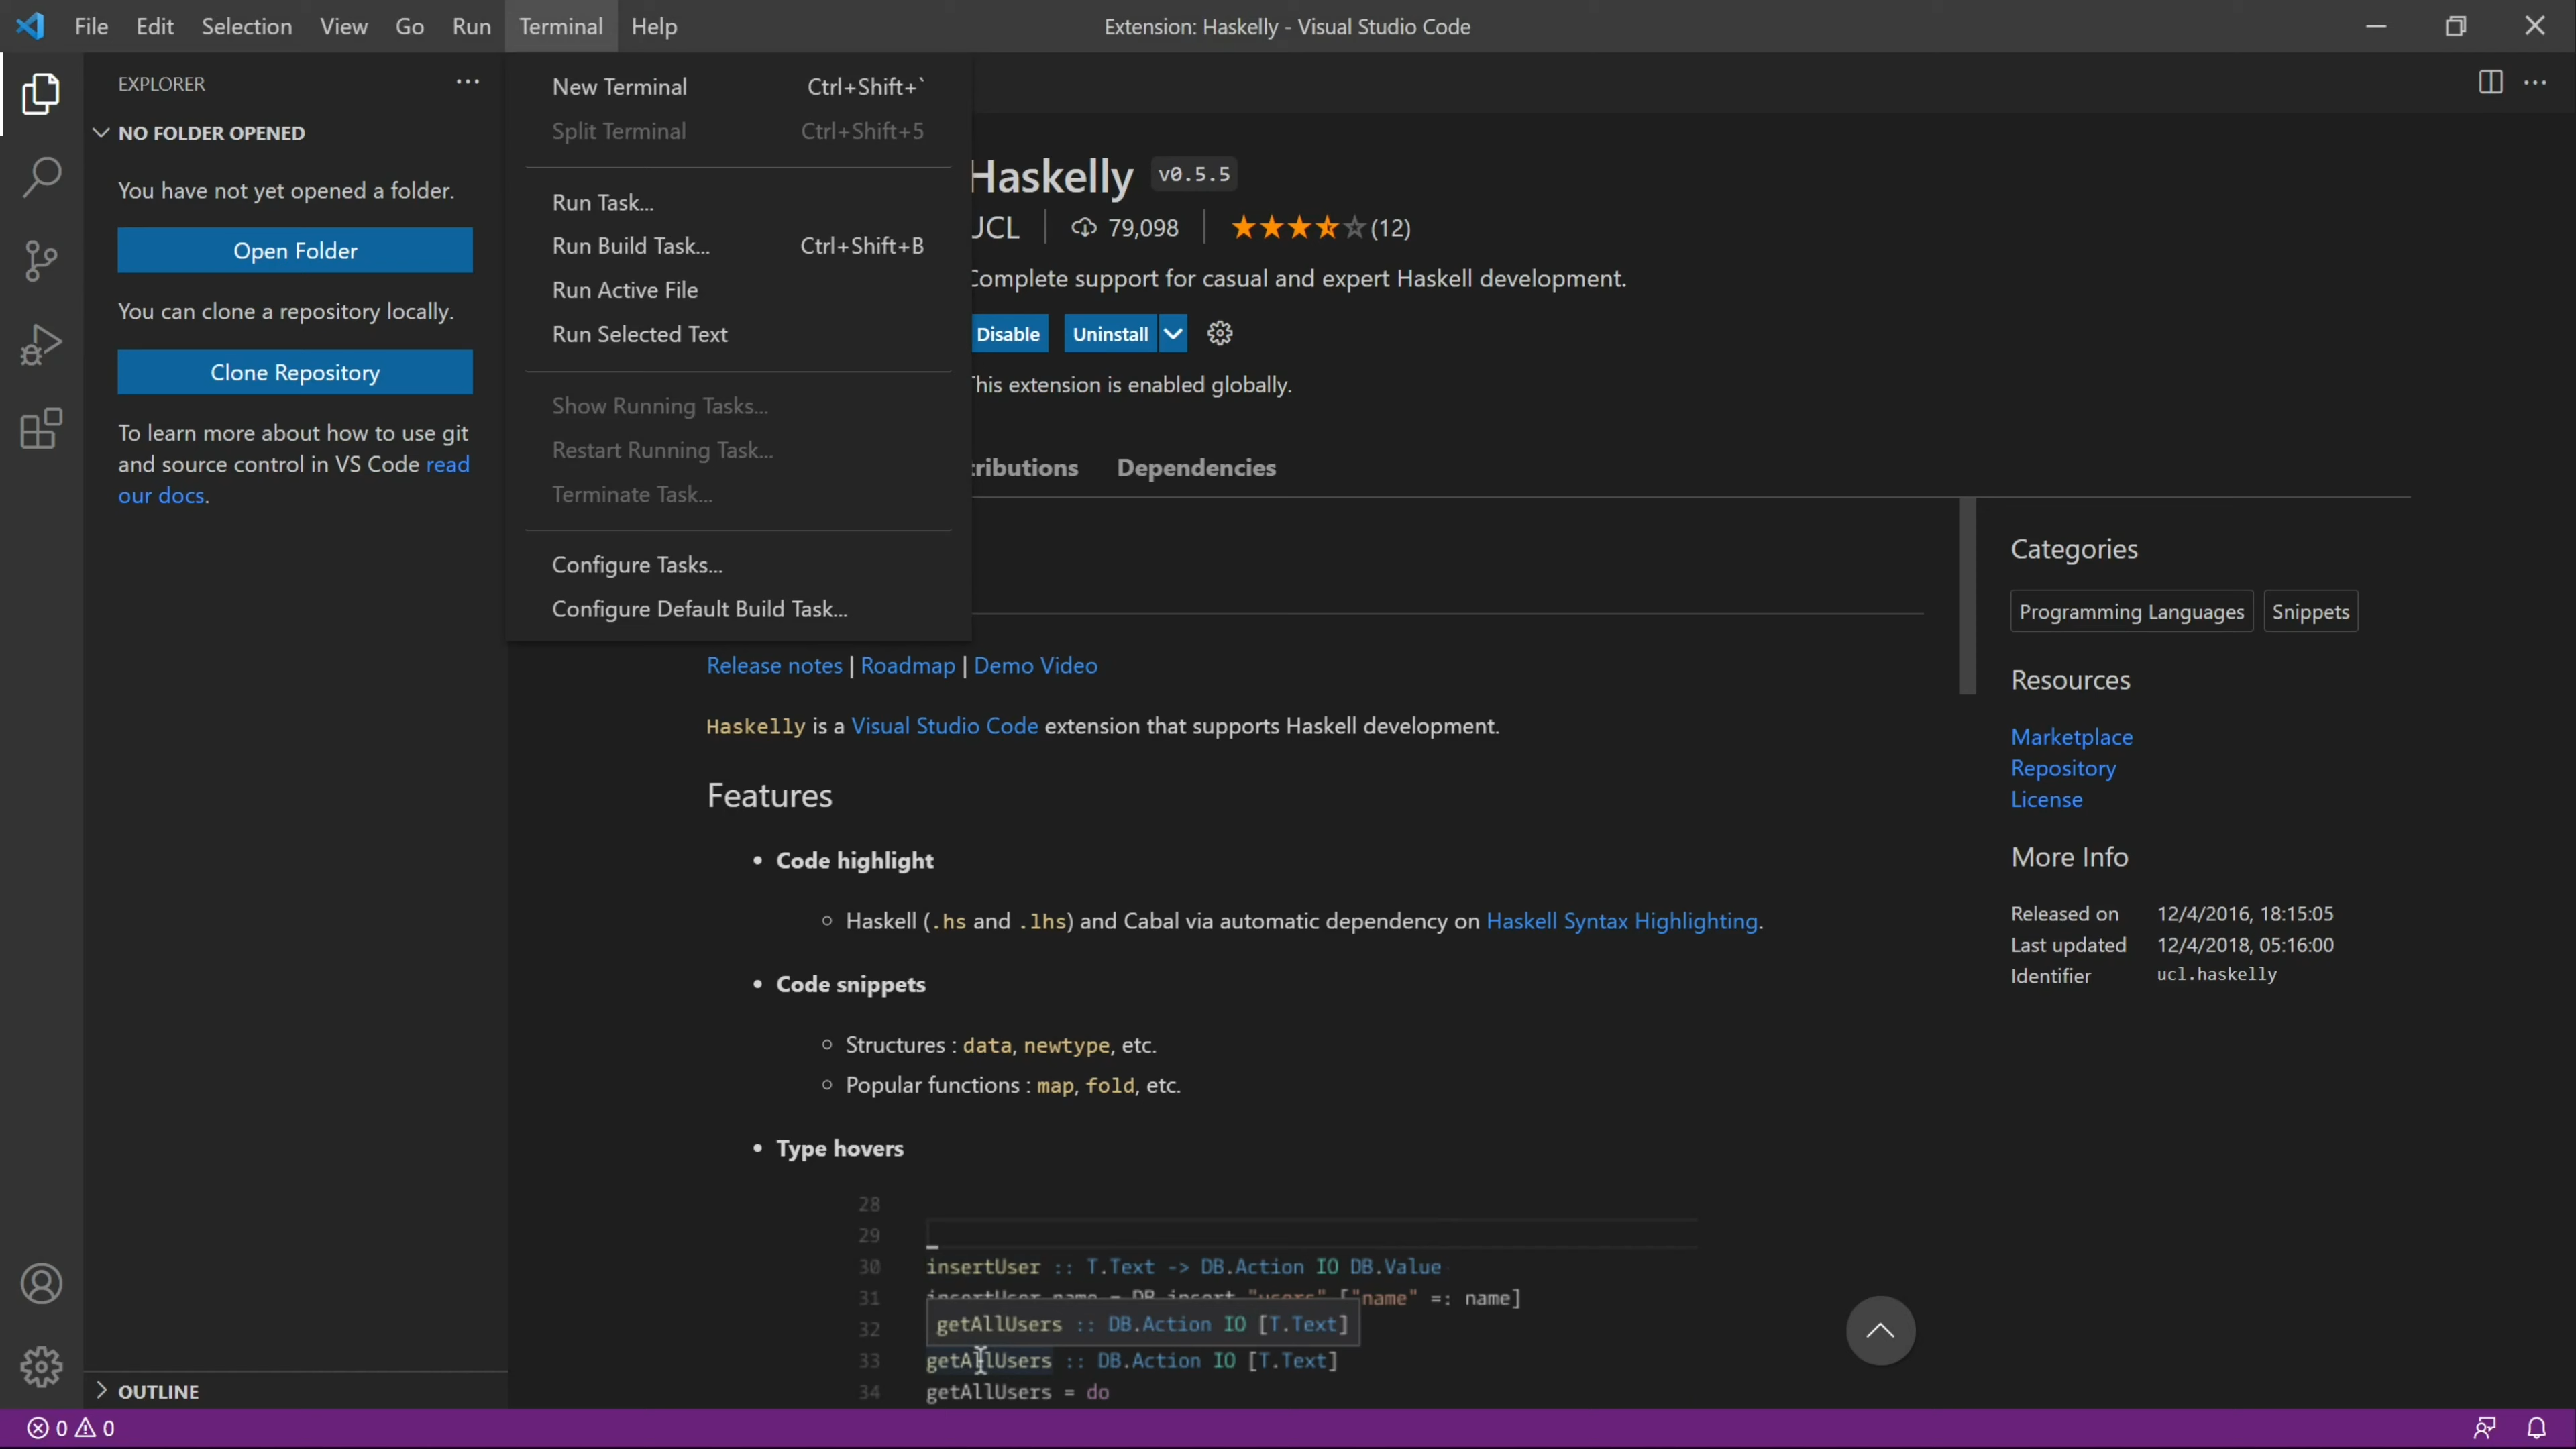 File Edit Selection View Go Run Terminal Help
Extension: Haskelly - Visual Studio Code
EXPLORER
NO FOLDER OPENED
You have not yet opened a folder.
Open Folder
You can clone a repository locally.
Clone Repository
To learn more about how to use git
and source control in VS Code read
our docs.
OUTLINE
New Terminal Ctrl+Shift+`
Split Terminal Ctrl+Shift+5
Run Task...
Run Build Task... Ctrl+Shift+B
Run Active File
Run Selected Text
Show Running Tasks...
Restart Running Task...
Terminate Task...
Configure Tasks...
Configure Default Build Task...
Haskelly v0.5.5
UCL 79,098 (12)
Complete support for casual and expert Haskell development.
Disable Uninstall
This extension is enabled globally.
tributions Dependencies
Release notes | Roadmap | Demo Video
Haskelly is a Visual Studio Code extension that supports Haskell development.
Features
• Code highlight
Haskell (.hs and .lhs) and Cabal via automatic dependency on Haskell Syntax Highlighting.
• Code snippets
Structures : data, newtype, etc.
Popular functions : map, fold, etc.
• Type hovers
28
29
30 insertUser :: T.Text -> DB.Action IO DB.Value
31 insertUser name = DB.insert "users" ["name" =: name]
32 getAllUsers :: DB.Action IO [T.Text]
33 getAllUsers :: DB.Action IO [T.Text]
34 getAllUsers = do
Categories
Programming Languages Snippets
Resources
Marketplace
Repository
License
More Info
Released on 12/4/2016, 18:15:05
Last updated 12/4/2018, 05:16:00
Identifier ucl.haskelly
0 0